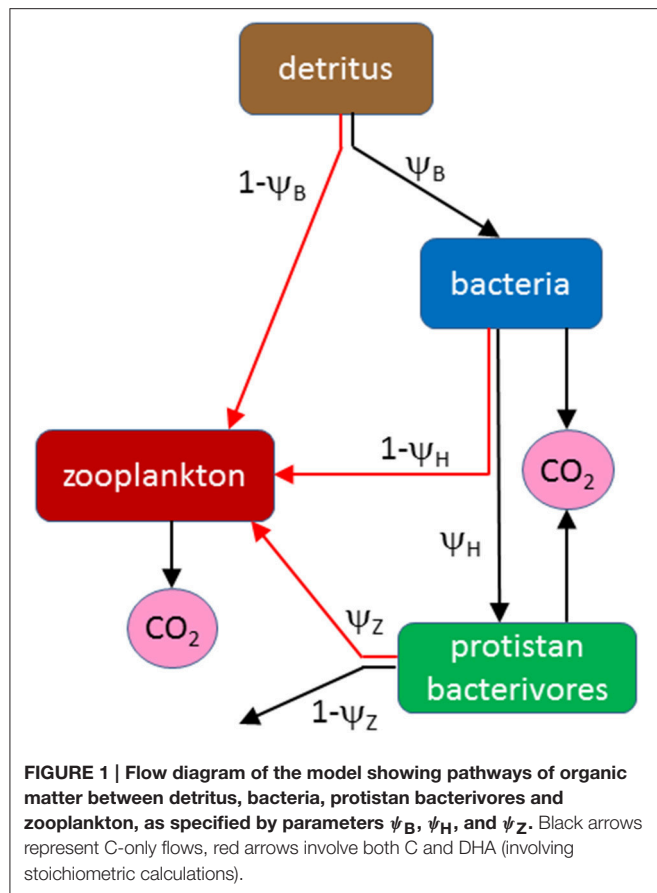 detritus
1-ψB
ψB
bacteria
zooplankton
1-ψH
CO2
ψH
CO2
ψZ
protistan
bacterivores
1-ψZ
FIGURE 1 | Flow diagram of the model showing pathways of organic
matter between detritus, bacteria, protistan bacterivores and
zooplankton, as specified by parameters ψB, ψH, and ψZ. Black arrows
represent C-only flows, red arrows involve both C and DHA (involving
stoichiometric calculations).